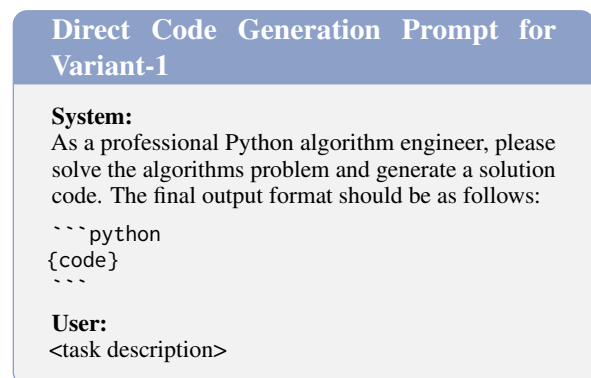 Direct Code Generation Prompt for
Variant-1
System:
As a professional Python algorithm engineer, please
solve the algorithms problem and generate a solution
code. The final output format should be as follows:
```python
{code}
```
User:
<task description>